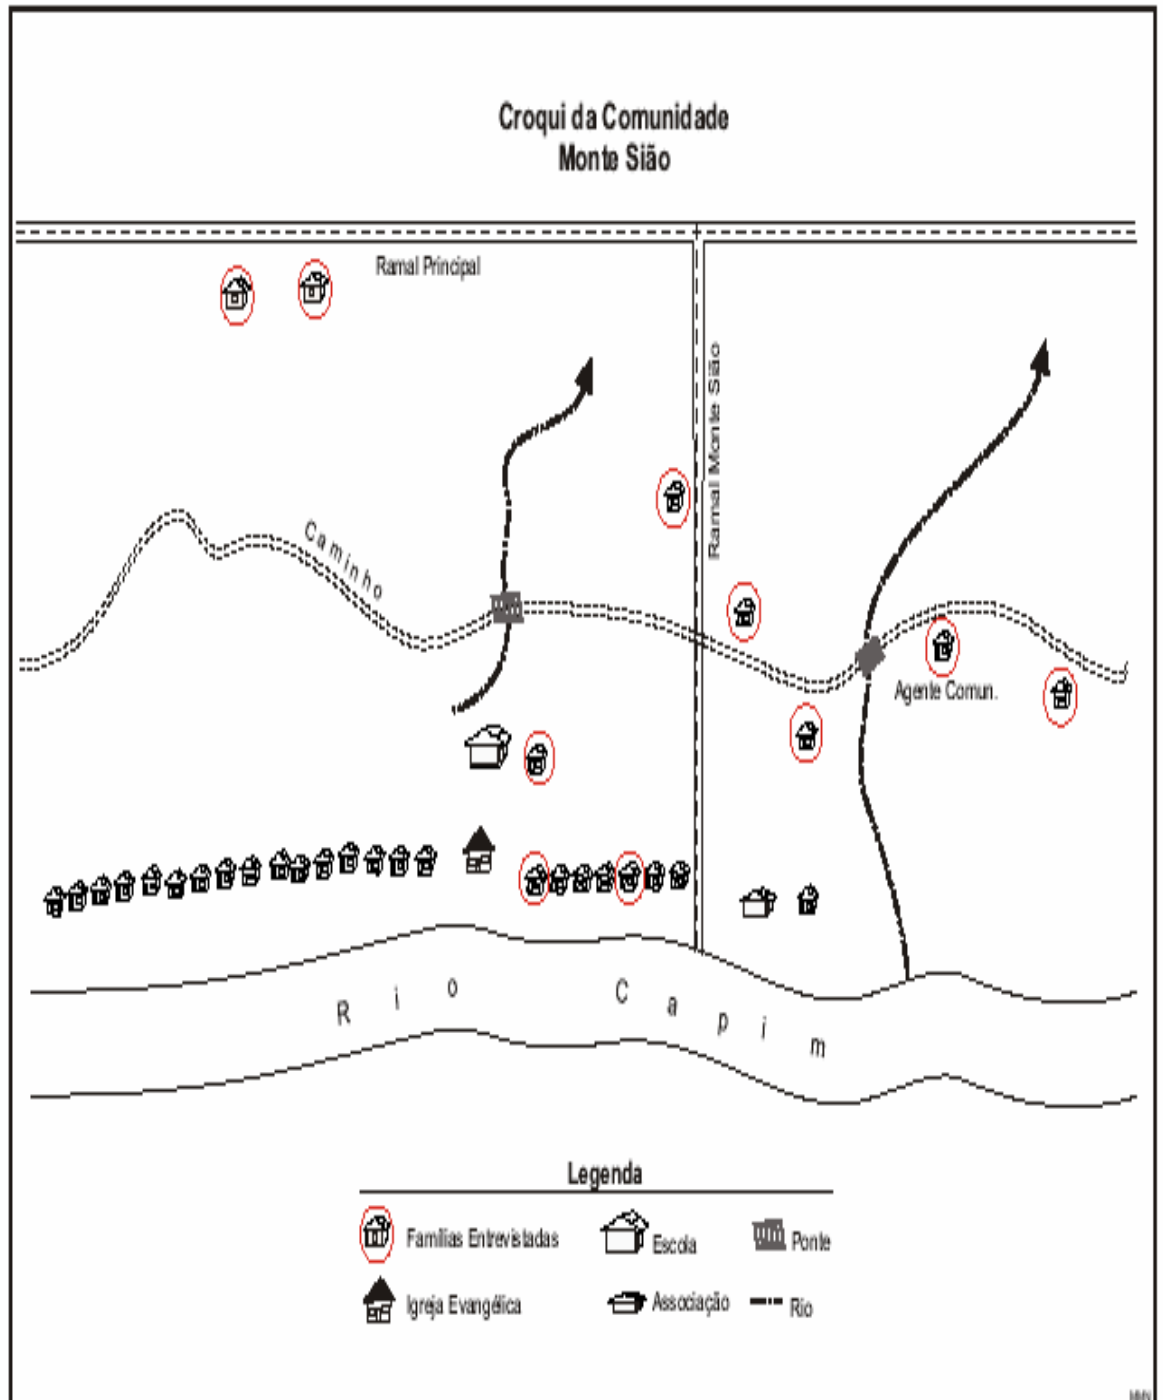 Croqui da Comunidade
Monte Sião
Ramal Principal
Ramal Monte Sião
Caminho
Agente Comun.
Rio Capim
Legenda
Famílias Entrevistadas
Escola
Ponte
Igreja Evangélica
Associação
Rio